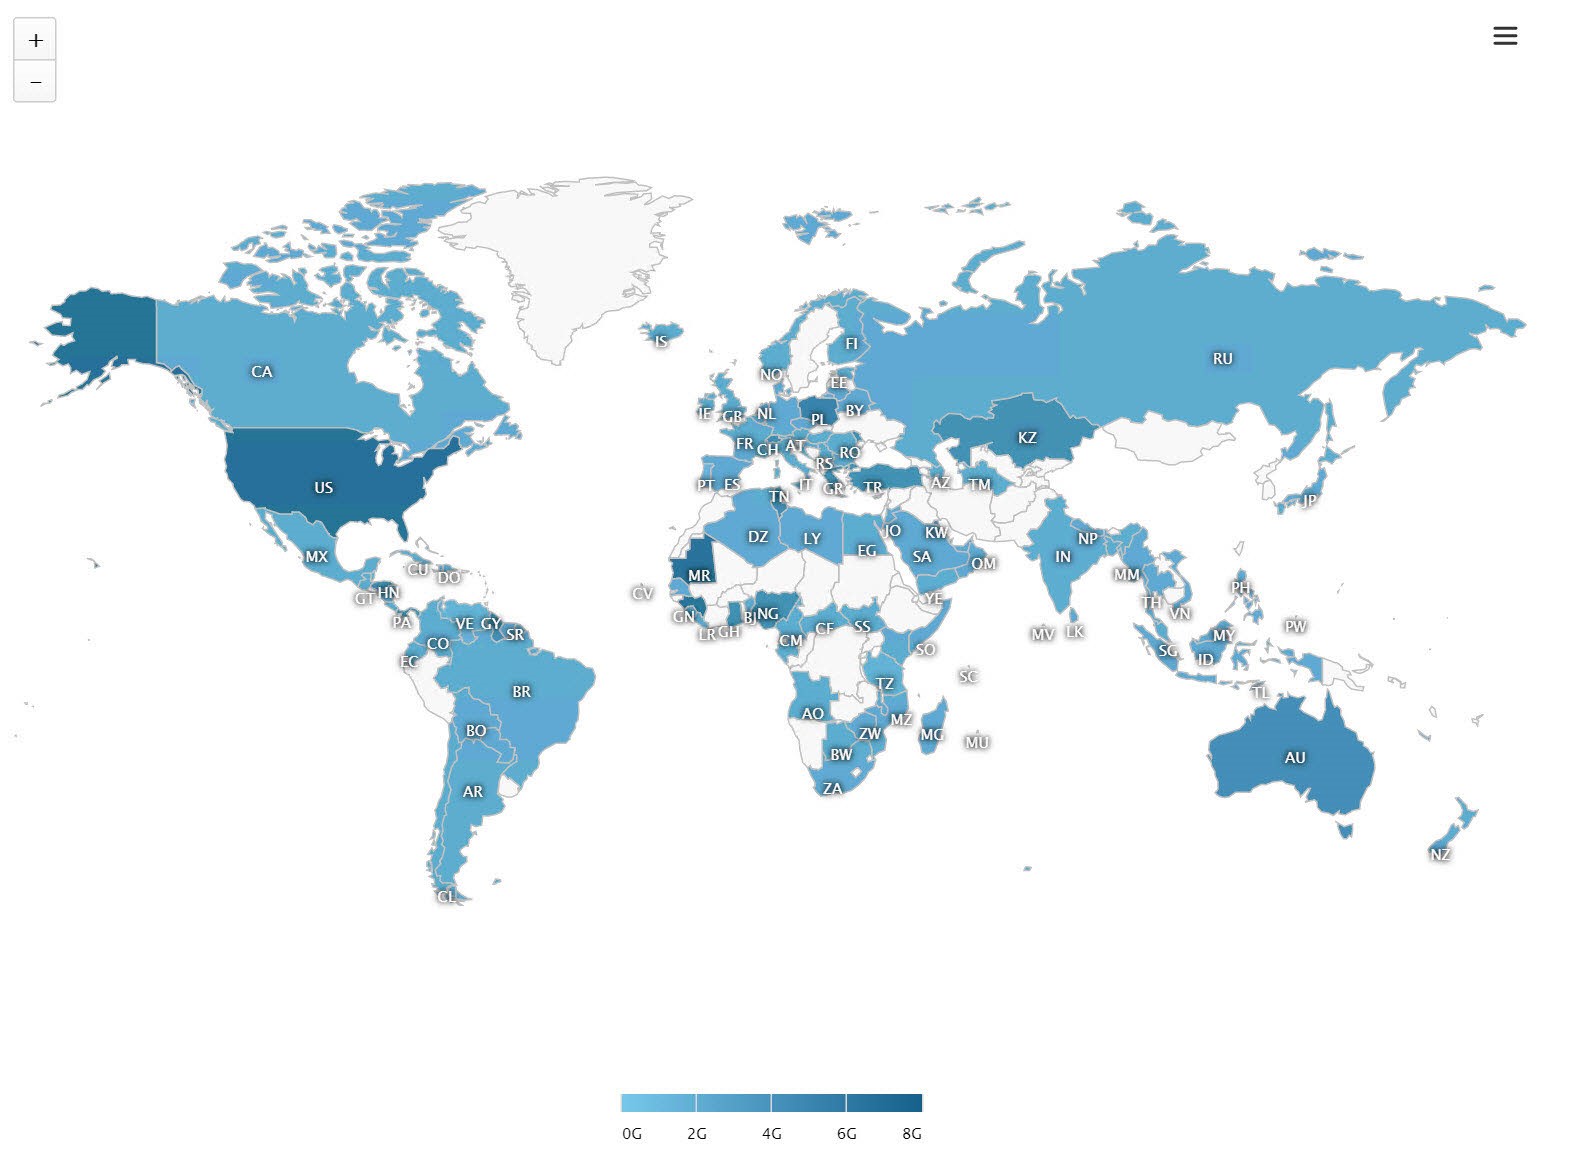 +
−
IS
CA
RU
FI
NO
EE
IE
GB
NL
PL
BY
FR
CH
AT
RO
RS
KZ
US
PT
ES
IT
GR
TR
AZ
TM
TN
JP
MX
DZ
LY
EG
JO
KW
SA
OM
NP
IN
CU
DO
MR
MM
GT
HN
CV
YE
TH
VN
PH
PA
VE
GY
SR
GN
LR
GH
BJ
NG
CF
SS
CM
MV
LK
PW
CO
EC
SO
SG
MY
ID
BR
TZ
SC
TL
AO
MZ
BO
ZW
MG
MU
BW
AU
AR
ZA
NZ
CL
0G 2G 4G 6G 8G